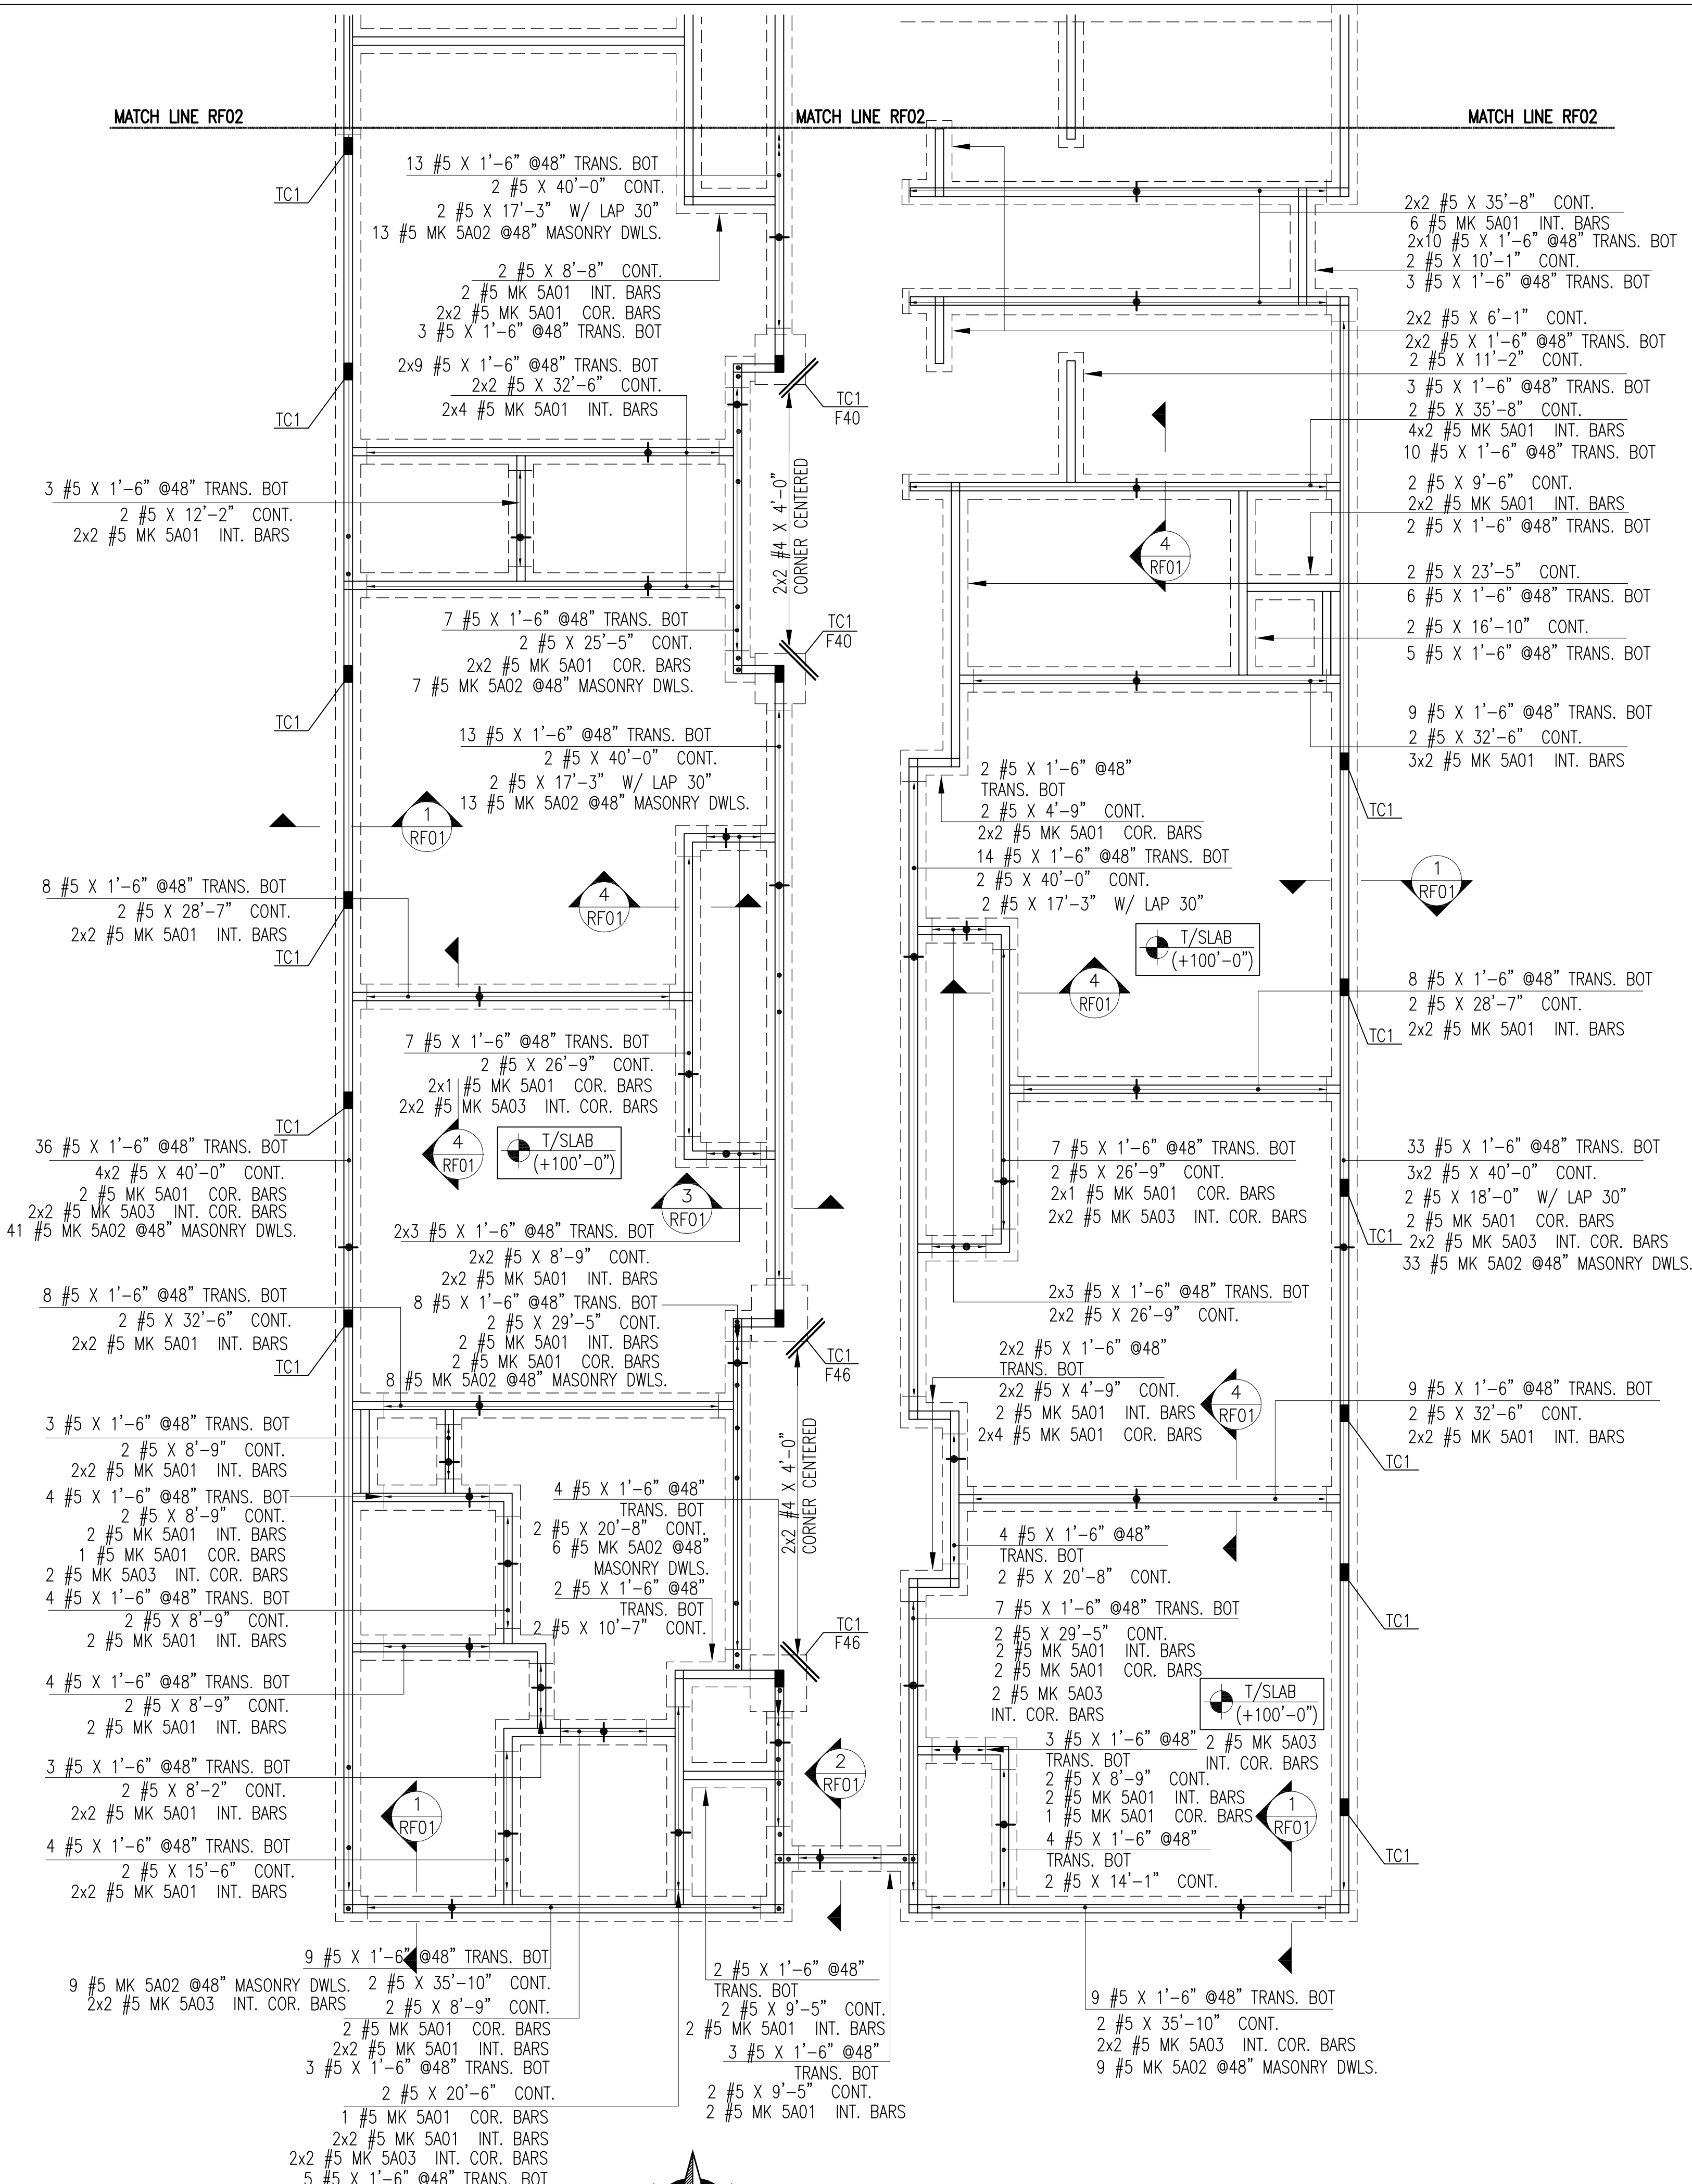 MATCH LINE RF02
MATCH LINE RF02
MATCH LINE RF02
TC1
13 #5 X 1'-6" @48" TRANS. BOT
2 #5 X 40'-0" CONT.
2 #5 X 17'-3" W/ LAP 30"
13 #5 MK 5A02 @48" MASONRY DWLS.
2 #5 X 8'-8" CONT.
2 #5 MK 5A01 INT. BARS
2x2 #5 MK 5A01 COR. BARS
3 #5 X 1'-6" @48" TRANS. BOT
2x9 #5 X 1'-6" @48" TRANS. BOT
2x2 #5 X 32'-6" CONT.
2x4 #5 MK 5A01 INT. BARS
TC1
TC1
F40
2x2 #4 X 4'-0"
CORNER CENTERED
TC1
F40
3 #5 X 1'-6" @48" TRANS. BOT
2 #5 X 12'-2" CONT.
2x2 #5 MK 5A01 INT. BARS
7 #5 X 1'-6" @48" TRANS. BOT
2 #5 X 25'-5" CONT.
2x2 #5 MK 5A01 COR. BARS
7 #5 MK 5A02 @48" MASONRY DWLS.
TC1
13 #5 X 1'-6" @48" TRANS. BOT
2 #5 X 40'-0" CONT.
2 #5 X 17'-3" W/ LAP 30"
13 #5 MK 5A02 @48" MASONRY DWLS.
1
RF01
4
RF01
8 #5 X 1'-6" @48" TRANS. BOT
2 #5 X 28'-7" CONT.
2x2 #5 MK 5A01 INT. BARS
TC1
7 #5 X 1'-6" @48" TRANS. BOT
2 #5 X 26'-9" CONT.
2x1 #5 MK 5A01 COR. BARS
2x2 #5 MK 5A03 INT. COR. BARS
4
RF01
T/SLAB
(+100'-0")
3
RF01
TC1
36 #5 X 1'-6" @48" TRANS. BOT
4x2 #5 X 40'-0" CONT.
2 #5 MK 5A01 COR. BARS
2x2 #5 MK 5A03 INT. COR. BARS
41 #5 MK 5A02 @48" MASONRY DWLS.
2x3 #5 X 1'-6" @48" TRANS. BOT
2x2 #5 X 8'-9" CONT.
2x2 #5 MK 5A01 INT. BARS
8 #5 X 1'-6" @48" TRANS. BOT
2 #5 X 29'-5" CONT.
2 #5 MK 5A01 INT. BARS
2 #5 MK 5A01 COR. BARS
8 #5 MK 5A02 @48" MASONRY DWLS.
8 #5 X 1'-6" @48" TRANS. BOT
2 #5 X 32'-6" CONT.
2x2 #5 MK 5A01 INT. BARS
TC1
TC1
F46
2x2 #4 X 4'-0"
CORNER CENTERED
TC1
F46
3 #5 X 1'-6" @48" TRANS. BOT
2 #5 X 8'-9" CONT.
2x2 #5 MK 5A01 INT. BARS
4 #5 X 1'-6" @48" TRANS. BOT
2 #5 X 8'-9" CONT.
2 #5 MK 5A01 INT. BARS
1 #5 MK 5A01 COR. BARS
2 #5 MK 5A03 INT. COR. BARS
4 #5 X 1'-6" @48" TRANS. BOT
2 #5 X 8'-9" CONT.
2 #5 MK 5A01 INT. BARS
4 #5 X 1'-6" @48"
TRANS. BOT
2 #5 X 20'-8" CONT.
6 #5 MK 5A02 @48"
MASONRY DWLS.
2 #5 X 1'-6" @48"
TRANS. BOT
2 #5 X 10'-7" CONT.
4 #5 X 1'-6" @48" TRANS. BOT
2 #5 X 8'-9" CONT.
2 #5 MK 5A01 INT. BARS
3 #5 X 1'-6" @48" TRANS. BOT
2 #5 X 8'-2" CONT.
2x2 #5 MK 5A01 INT. BARS
4 #5 X 1'-6" @48" TRANS. BOT
2 #5 X 15'-6" CONT.
2x2 #5 MK 5A01 INT. BARS
1
RF01
2
RF01
9 #5 X 1'-6" @48" TRANS. BOT
9 #5 MK 5A02 @48" MASONRY DWLS. 2 #5 X 35'-10" CONT.
2x2 #5 MK 5A03 INT. COR. BARS
2 #5 X 8'-9" CONT.
2 #5 MK 5A01 COR. BARS
2x2 #5 MK 5A01 INT. BARS
3 #5 X 1'-6" @48" TRANS. BOT
2 #5 X 20'-6" CONT.
1 #5 MK 5A01 COR. BARS
2x2 #5 MK 5A01 INT. BARS
2x2 #5 MK 5A03 INT. COR. BARS
5 #5 X 1'-6" @48" TRANS. BOT
2 #5 X 1'-6" @48"
TRANS. BOT
2 #5 X 9'-5" CONT.
2 #5 MK 5A01 INT. BARS
3 #5 X 1'-6" @48"
TRANS. BOT
2 #5 X 9'-5" CONT.
2 #5 MK 5A01 INT. BARS
2x2 #5 X 35'-8" CONT.
6 #5 MK 5A01 INT. BARS
2x10 #5 X 1'-6" @48" TRANS. BOT
2 #5 X 10'-1" CONT.
3 #5 X 1'-6" @48" TRANS. BOT
2x2 #5 X 6'-1" CONT.
2x2 #5 X 1'-6" @48" TRANS. BOT
2 #5 X 11'-2" CONT.
3 #5 X 1'-6" @48" TRANS. BOT
2 #5 X 35'-8" CONT.
4x2 #5 MK 5A01 INT. BARS
10 #5 X 1'-6" @48" TRANS. BOT
2 #5 X 9'-6" CONT.
2x2 #5 MK 5A01 INT. BARS
2 #5 X 1'-6" @48" TRANS. BOT
4
RF01
2 #5 X 23'-5" CONT.
6 #5 X 1'-6" @48" TRANS. BOT
2 #5 X 16'-10" CONT.
5 #5 X 1'-6" @48" TRANS. BOT
9 #5 X 1'-6" @48" TRANS. BOT
2 #5 X 32'-6" CONT.
3x2 #5 MK 5A01 INT. BARS
TC1
2 #5 X 1'-6" @48"
TRANS. BOT
2 #5 X 4'-9" CONT.
2x2 #5 MK 5A01 COR. BARS
14 #5 X 1'-6" @48" TRANS. BOT
2 #5 X 40'-0" CONT.
2 #5 X 17'-3" W/ LAP 30"
1
RF01
T/SLAB
(+100'-0")
4
RF01
8 #5 X 1'-6" @48" TRANS. BOT
2 #5 X 28'-7" CONT.
2x2 #5 MK 5A01 INT. BARS
TC1
7 #5 X 1'-6" @48" TRANS. BOT
2 #5 X 26'-9" CONT.
2x1 #5 MK 5A01 COR. BARS
2x2 #5 MK 5A03 INT. COR. BARS
33 #5 X 1'-6" @48" TRANS. BOT
3x2 #5 X 40'-0" CONT.
2 #5 X 18'-0" W/ LAP 30"
2 #5 MK 5A01 COR. BARS
2x2 #5 MK 5A03 INT. COR. BARS
33 #5 MK 5A02 @48" MASONRY DWLS.
TC1
2x3 #5 X 1'-6" @48" TRANS. BOT
2x2 #5 X 26'-9" CONT.
2x2 #5 X 1'-6" @48"
TRANS. BOT
2x2 #5 X 4'-9" CONT.
2 #5 MK 5A01 INT. BARS
2x4 #5 MK 5A01 COR. BARS
4
RF01
9 #5 X 1'-6" @48" TRANS. BOT
2 #5 X 32'-6" CONT.
2x2 #5 MK 5A01 INT. BARS
TC1
4 #5 X 1'-6" @48"
TRANS. BOT
2 #5 X 20'-8" CONT.
7 #5 X 1'-6" @48" TRANS. BOT
2 #5 X 29'-5" CONT.
2 #5 MK 5A01 INT. BARS
2 #5 MK 5A01 COR. BARS
2 #5 MK 5A03
INT. COR. BARS
TC1
T/SLAB
(+100'-0")
3 #5 X 1'-6" @48"
TRANS. BOT
2 #5 MK 5A03
INT. COR. BARS
2 #5 X 8'-9" CONT.
2 #5 MK 5A01 INT. BARS
1 #5 MK 5A01 COR. BARS
4 #5 X 1'-6" @48"
TRANS. BOT
2 #5 X 14'-1" CONT.
1
RF01
TC1
9 #5 X 1'-6" @48" TRANS. BOT
2 #5 X 35'-10" CONT.
2x2 #5 MK 5A03 INT. COR. BARS
9 #5 MK 5A02 @48" MASONRY DWLS.